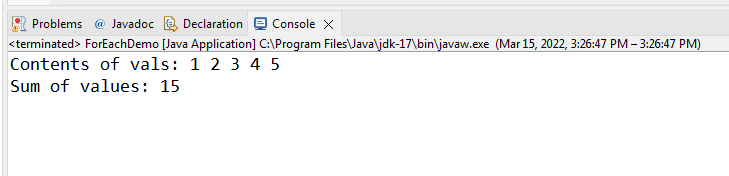 Problems @ Javadoc Declaration Console
<terminated> ForEachDemo [Java Application] C:\Program Files\Java\jdk-17\bin\javaw.exe (Mar 15, 2022, 3:26:47 PM – 3:26:47 PM)
Contents of vals: 1 2 3 4 5
Sum of values: 15